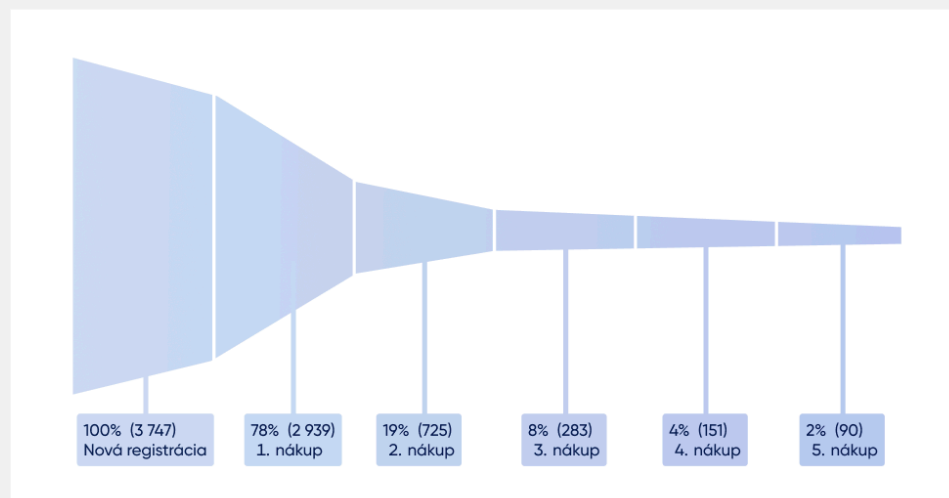 100% (3 747)
Nová registrácia
78% (2 939)
1. nákup
19% (725)
2. nákup
8% (283)
3. nákup
4% (151)
4. nákup
2% (90)
5. nákup